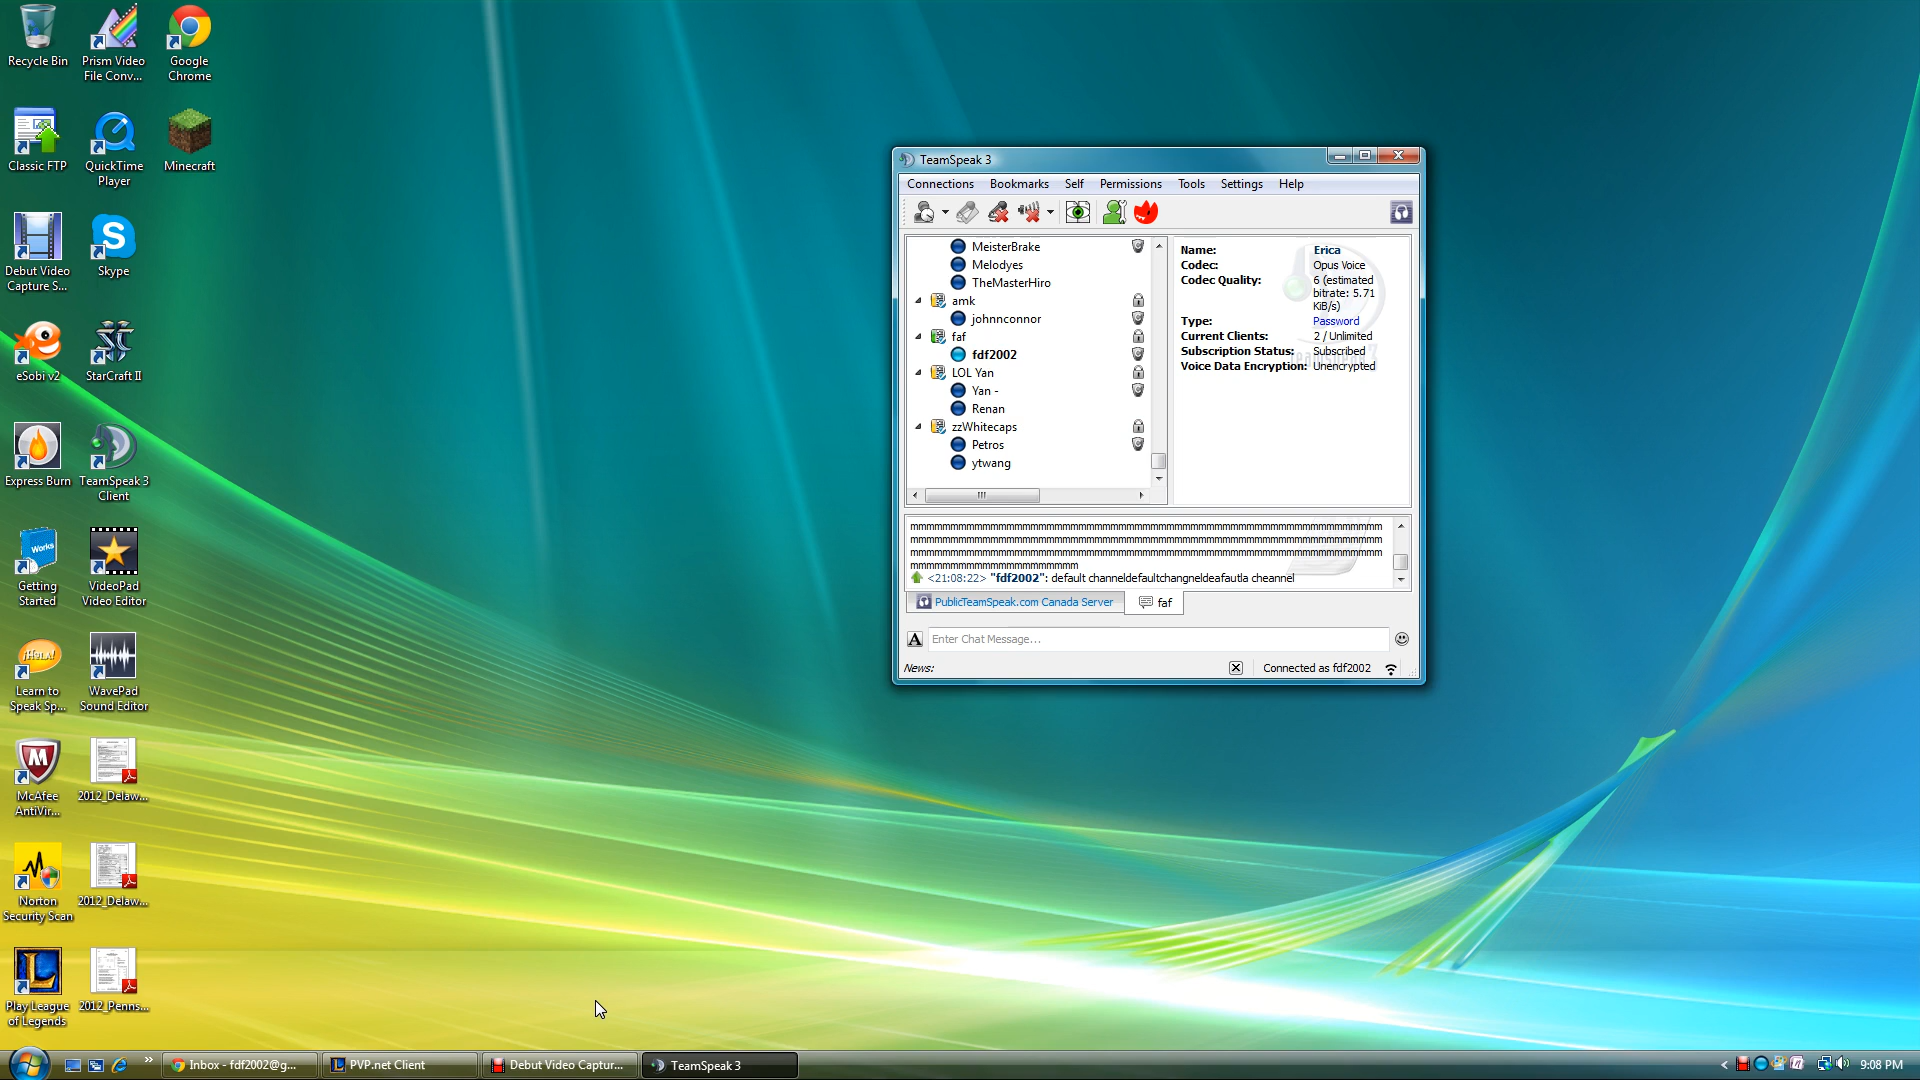 Recycle Bin
Prism Video
File Conv...
Google
Chrome
Classic FTP
QuickTime
Player
Minecraft
Debut Video
Capture S...
Skype
eSobi v2
StarCraft II
Express Burn
TeamSpeak 3
Client
Works
Getting
Started
VideoPad
Video Editor
¡Hola!
Learn to
Speak Sp...
WavePad
Sound Editor
McAfee
AntiVir...
2012_Delaw...
Norton
Security Scan
2012_Delaw...
Play League
of Legends
2012_Penns...
TeamSpeak 3
Connections Bookmarks Self Permissions Tools Settings Help
MeisterBrake
Melodyes
TheMasterHiro
amk
johnnconnor
faf
fdf2002
LOL Yan
Yan -
Renan
zzWhitecaps
Petros
ytwang
Name: Erica
Codec: Opus Voice
Codec Quality: 6 (estimated
bitrate: 5.71
KiB/s)
Type: Password
Current Clients: 2 / Unlimited
Subscription Status: Subscribed
Voice Data Encryption: Unencrypted
<21:08:22> "fdf2002": default channeldefaultchangneldeafautla cheannel
PublicTeamSpeak.com Canada Server
faf
Enter Chat Message...
News:
Connected as fdf2002
Inbox - fdf2002@g...
PVP.net Client
Debut Video Captur...
TeamSpeak 3
9:08 PM